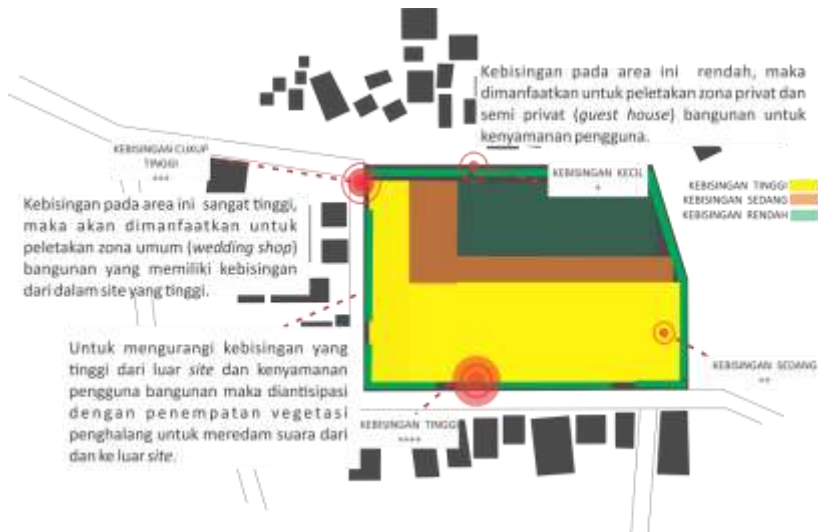 Kebisingan pada area ini rendah, maka
dimanfaatkan untuk peletakan zona privat dan
semi privat (guest house) bangunan untuk
kenyamanan pengguna.
KEBISINGAN CUKUP
TINGGI
+++
KEBISINGAN KECIL
+
KEBISINGAN TINGGI
KEBISINGAN SEDANG
KEBISINGAN RENDAH
Kebisingan pada area ini sangat tinggi,
maka akan dimanfaatkan untuk
peletakan zona umum (wedding shop)
bangunan yang memiliki kebisingan
dari dalam site yang tinggi.
Untuk mengurangi kebisingan yang
tinggi dari luar site dan kenyamanan
pengguna bangunan maka diantisipasi
dengan penempatan vegetasi
penghalang untuk meredam suara dari
dan ke luar site.
KEBISINGAN SEDANG
++
KEBISINGAN TINGGI
++++